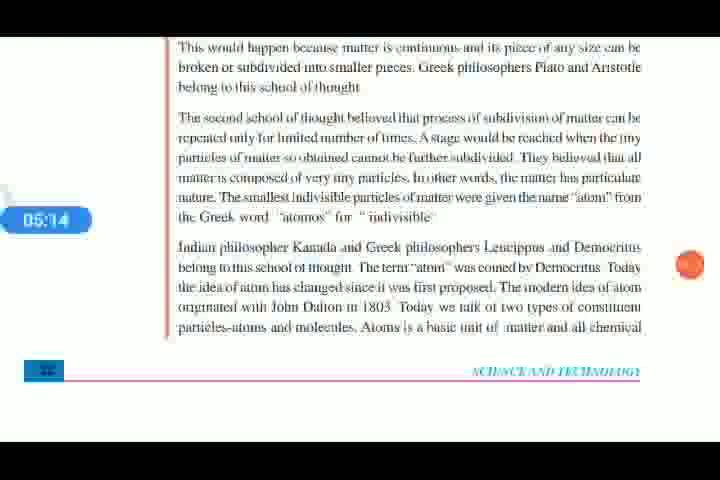 This would happen because matter is continuous and its piece of any size can be
broken or subdivided into smaller pieces. Greek philosophers Plato and Aristotle
belong to this school of thought.
The second school of thought believed that process of subdivision of matter can be
repeated only for limited number of times. A stage would be reached when the tiny
particles of matter so obtained cannot be further subdivided. They believed that all
matter is composed of very tiny particles. In other words, the matter has particulate
nature. The smallest indivisible particles of matter were given the name “atom” from
05:14
the Greek word “atomos” for “ indivisible”
Indian philosopher Kanada and Greek philosophers Leucippus and Democritus
belong to this school of thought. The term “atom” was coined by Democritus. Today
the idea of atom has changed since it was first proposed. The modern idea of atom
originated with John Dalton in 1803. Today we talk of two types of constituent
particles-atoms and molecules. Atoms is a basic unit of matter and all chemical
SCIENCE AND TECHNOLOGY